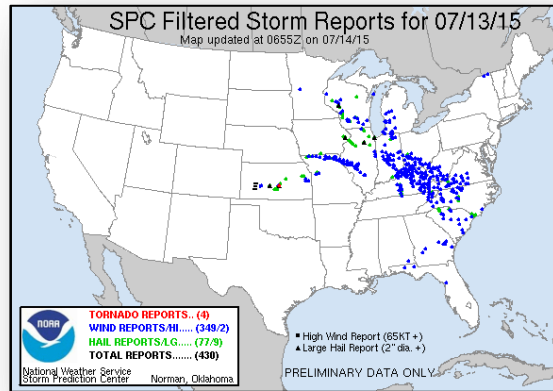 SPC Filtered Storm Reports for 07/13/15
Map updated at 0655Z on 07/14/15
NOAA
TORNADO REPORTS.. (4)
WIND REPORTS/HI..... (349/2)
HAIL REPORTS/LG..... (77/9)
TOTAL REPORTS....... (430)
National Weather Service
Storm Prediction Center Norman, Oklahoma
High Wind Report (65KT +)
Large Hail Report (2" dia. +)
PRELIMINARY DATA ONLY